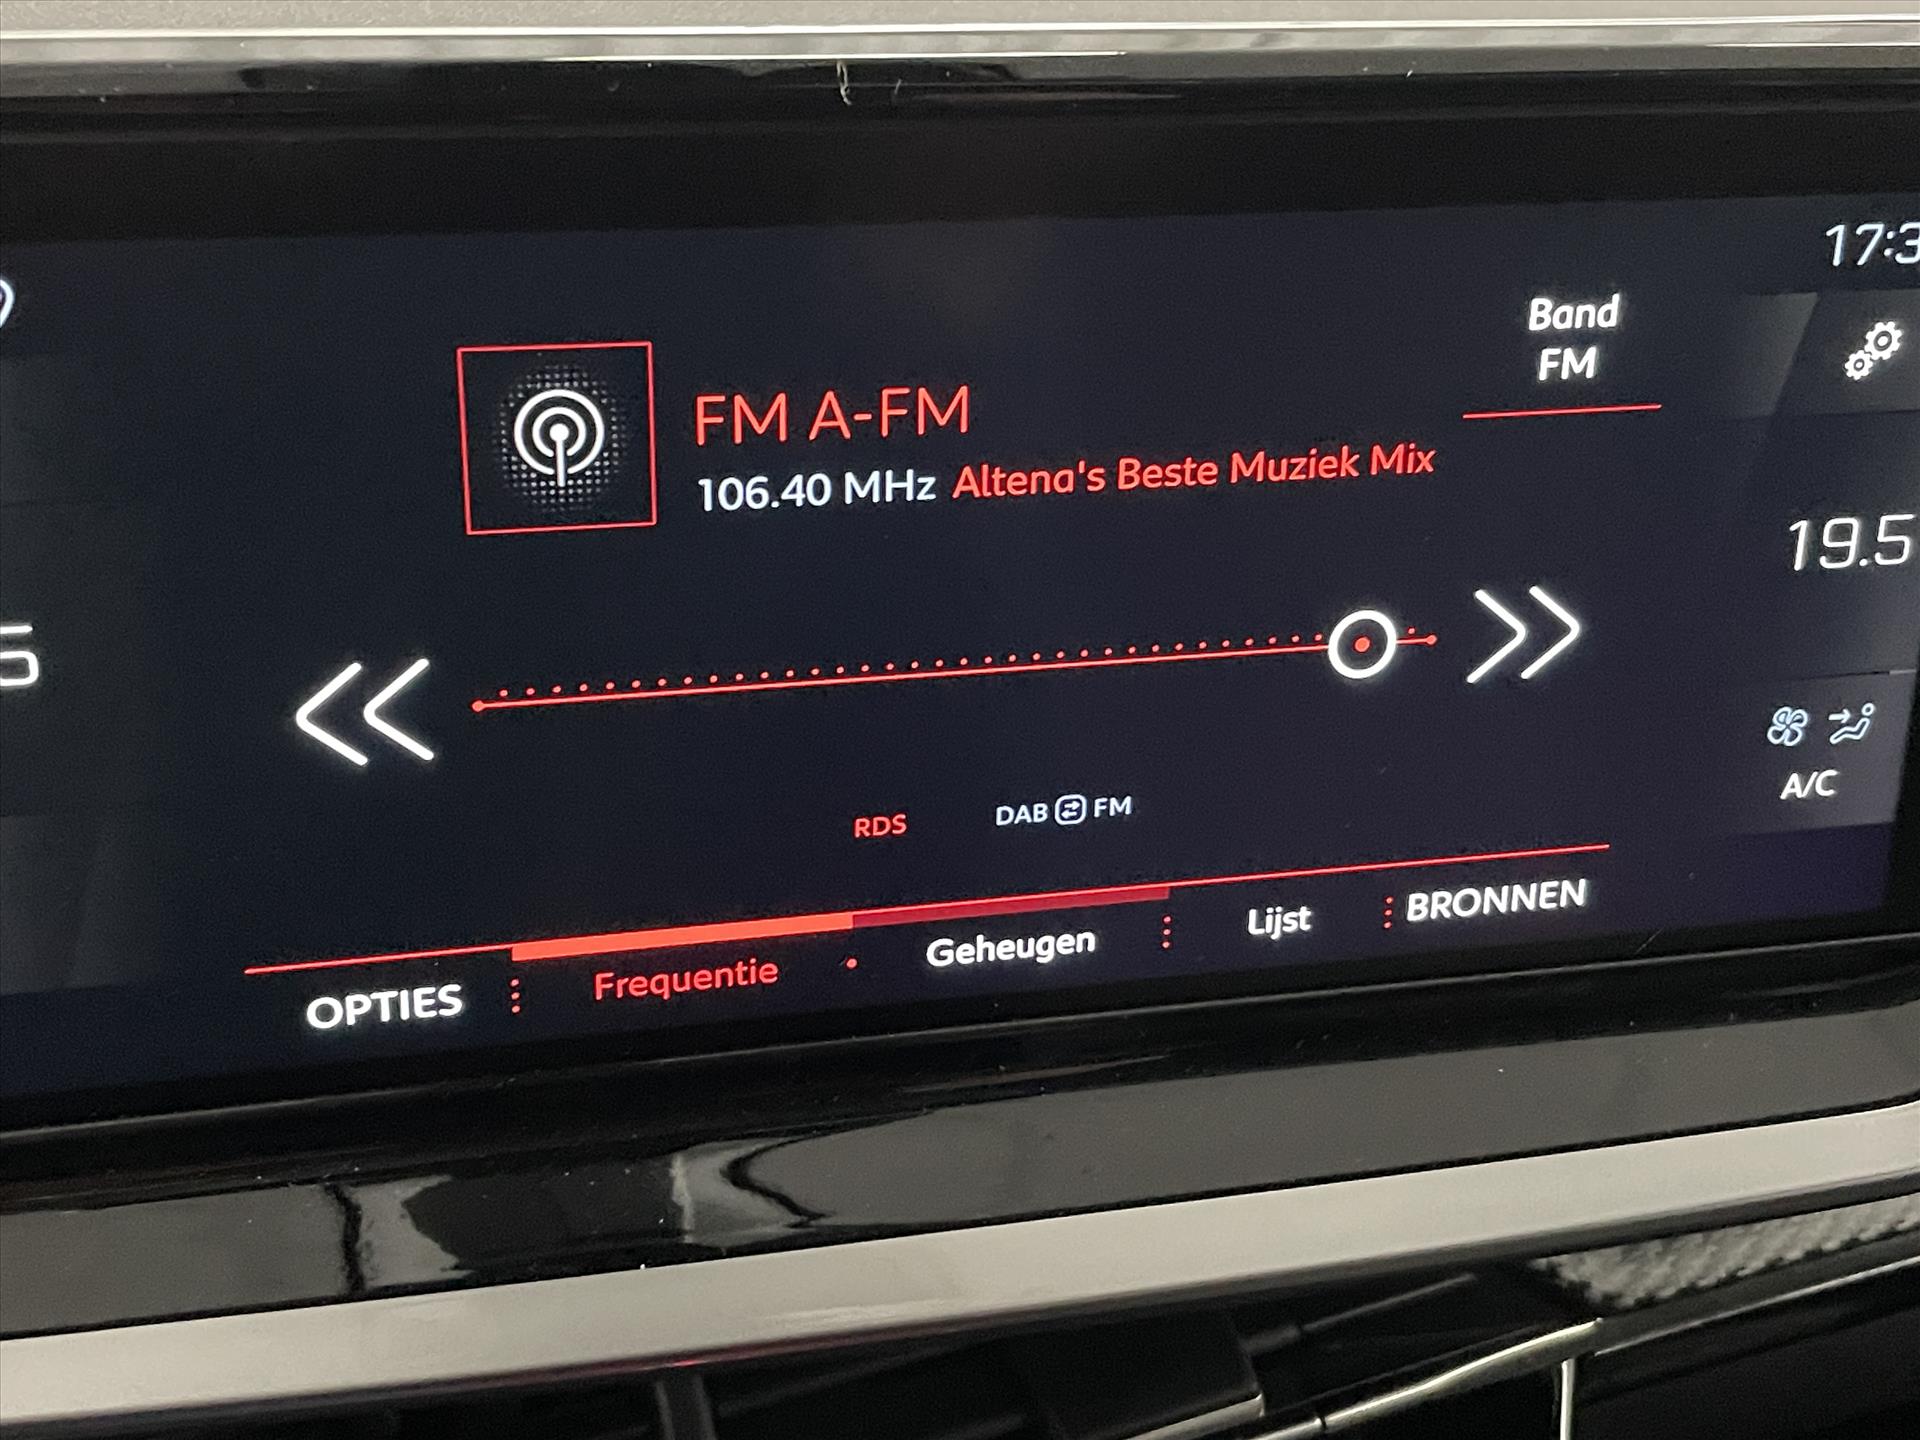 17:3
Band
FM
FM A-FM
106.40 MHz Altena's Beste Muziek Mix
19.5
5
A/C
RDS
DAB FM
OPTIES
Frequentie
Geheugen
Lijst
BRONNEN